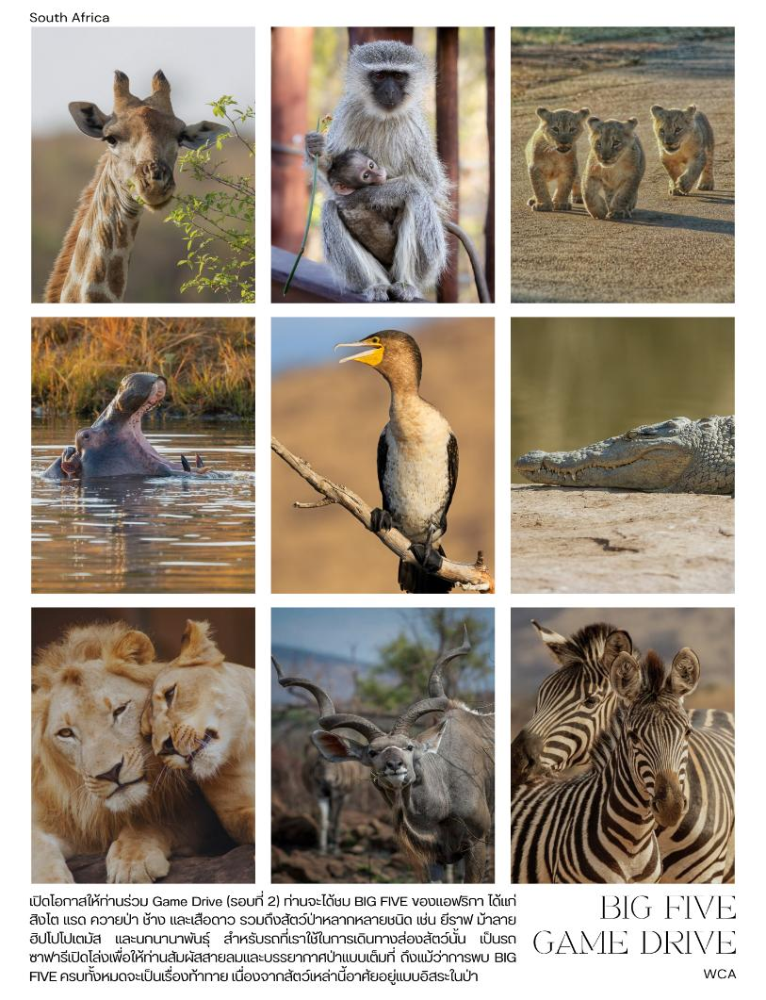 South Africa
เปิดโอกาสให้ท่านร่วม Game Drive (รอบที่ 2) ท่านจะได้ชม BIG FIVE ของแอฟริกา ได้แก่
สิงโต แรด ควายป่า ช้าง และเสือดาว รวมถึงสัตว์ป่าหลากหลายชนิด เช่น ยีราฟ ม้าลาย
ฮิปโปโปเตมัส และนกนานาพันธุ์ สำหรับรถที่เราใช้ในการเดินทางส่องสัตว์นั้น เป็นรถ
ซาฟารีเปิดโล่งเพื่อให้ท่านสัมผัสสายลมและบรรยากาศป่าแบบเต็มที่ ถึงแม้ว่าการพบ BIG
FIVE ครบทั้งหมดจะเป็นเรื่องท้าทาย เนื่องจากสัตว์เหล่านี้อาศัยอยู่แบบอิสระในป่า
BIG FIVE
GAME DRIVE
WCA